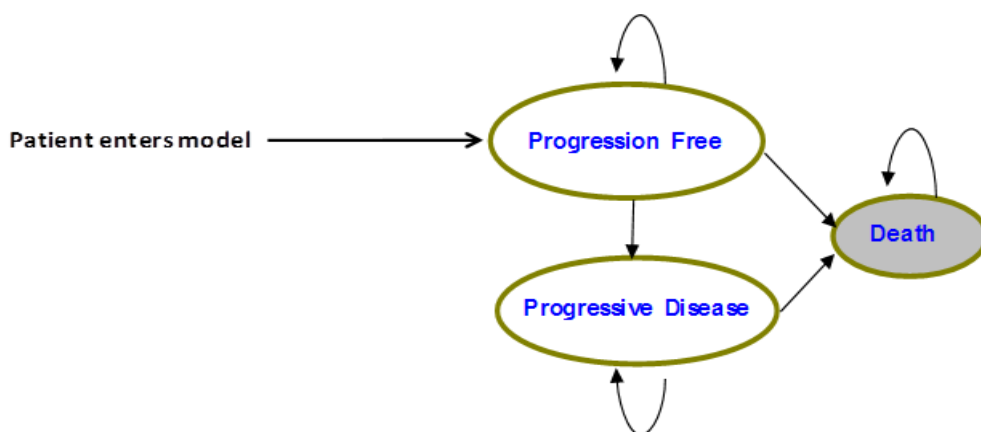 Patient enters model
Progression Free
Death
Progressive Disease